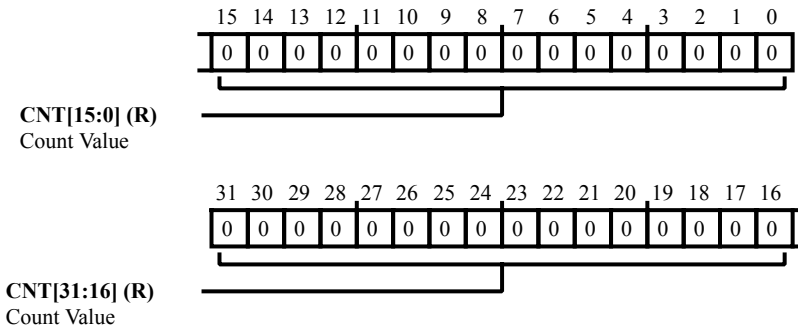 15 14 13 12 11 10 9 8 7 6 5 4 3 2 1 0
0 0 0 0 0 0 0 0 0 0 0 0 0 0 0 0
CNT[15:0] (R)
Count Value
31 30 29 28 27 26 25 24 23 22 21 20 19 18 17 16
0 0 0 0 0 0 0 0 0 0 0 0 0 0 0 0
CNT[31:16] (R)
Count Value